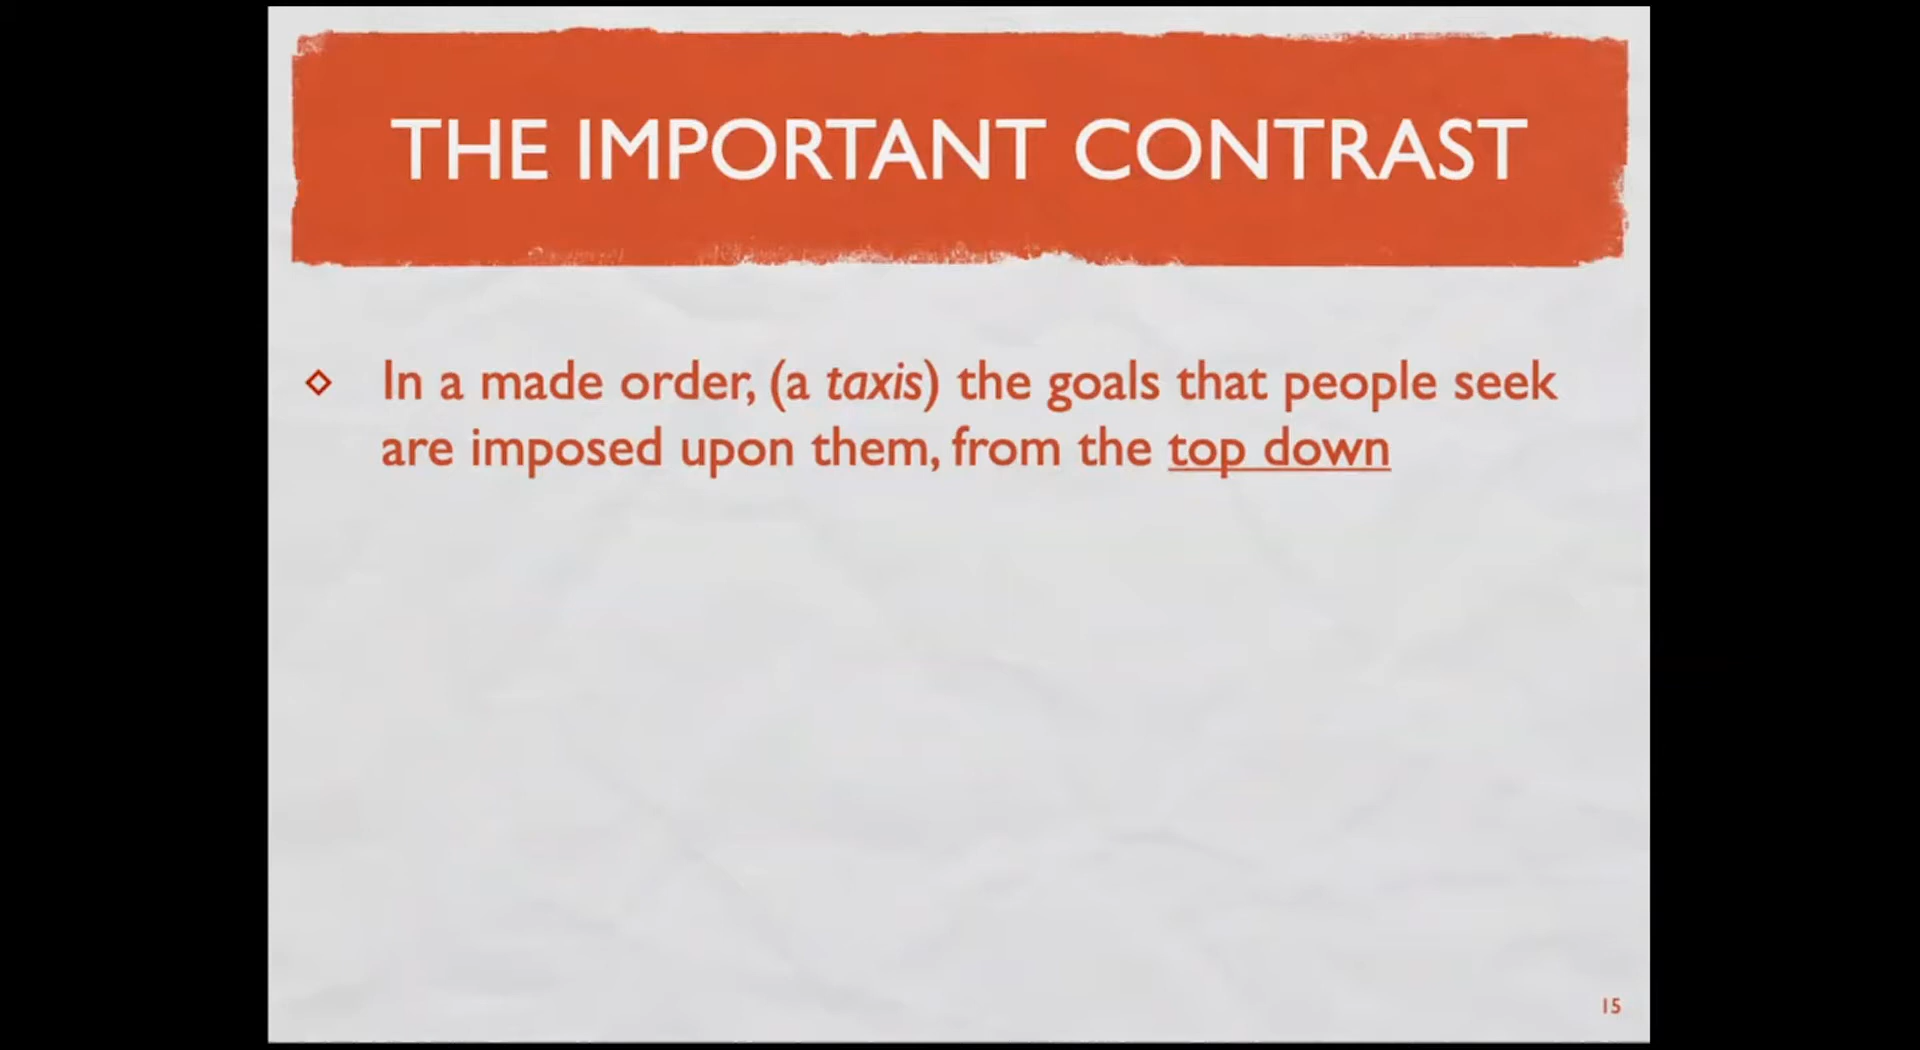 THE IMPORTANT CONTRAST
In a made order, (a taxis) the goals that people seek
are imposed upon them, from the top down
15